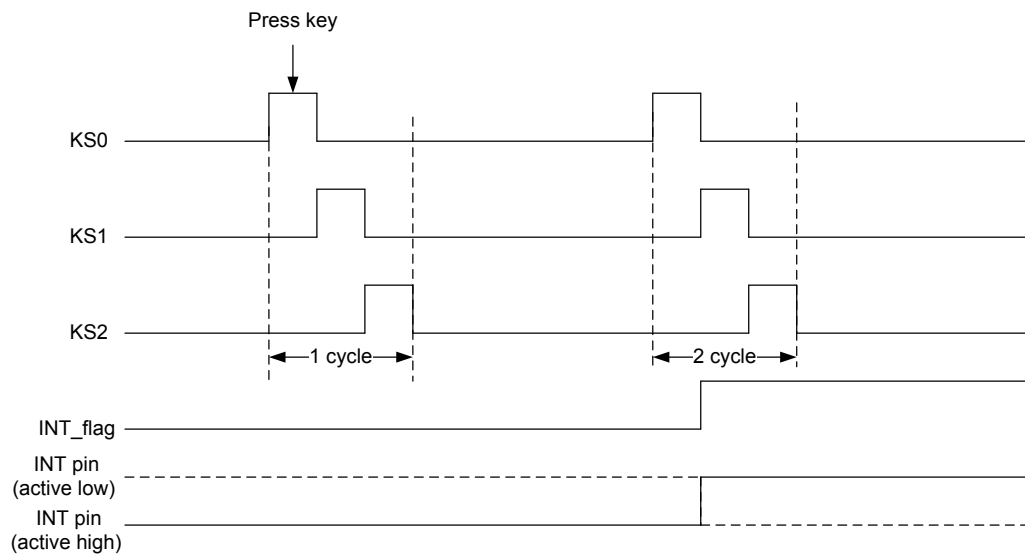 Press key
KS0
KS1
KS2
1 cycle
2 cycle
INT_flag
INT pin
(active low)
INT pin
(active high)